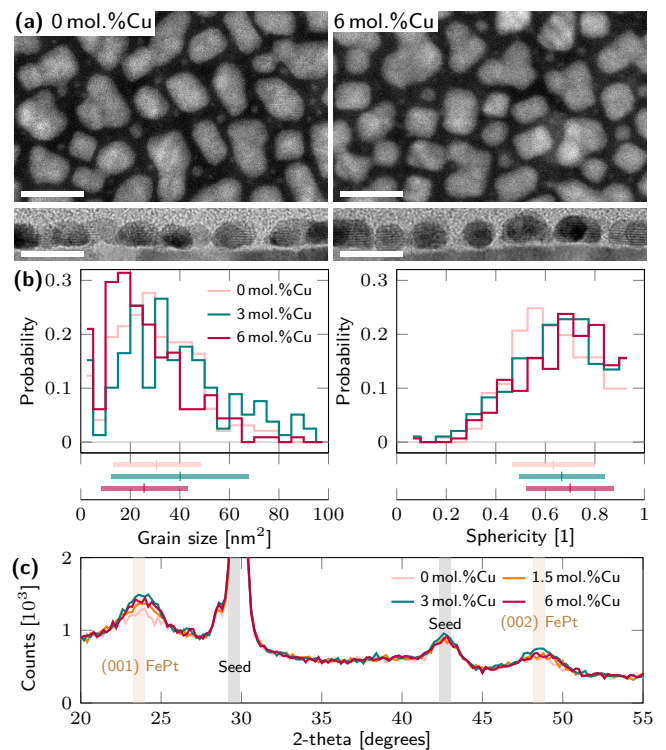 (a) 0 mol.%Cu
6 mol.%Cu
(b)
0.3
0.2
0.1
0
Probability
0 mol.%Cu
3 mol.%Cu
6 mol.%Cu
0 20 40 60 80 100
Grain size [nm²]
0.3
0.2
0.1
0
Probability
0 0.2 0.4 0.6 0.8 1
Sphericity [1]
(c)
2
1
0
Counts [10³]
0 mol.%Cu 1.5 mol.%Cu
3 mol.%Cu 6 mol.%Cu
(001) FePt
Seed
Seed
(002) FePt
20 25 30 35 40 45 50 55
2-theta [degrees]